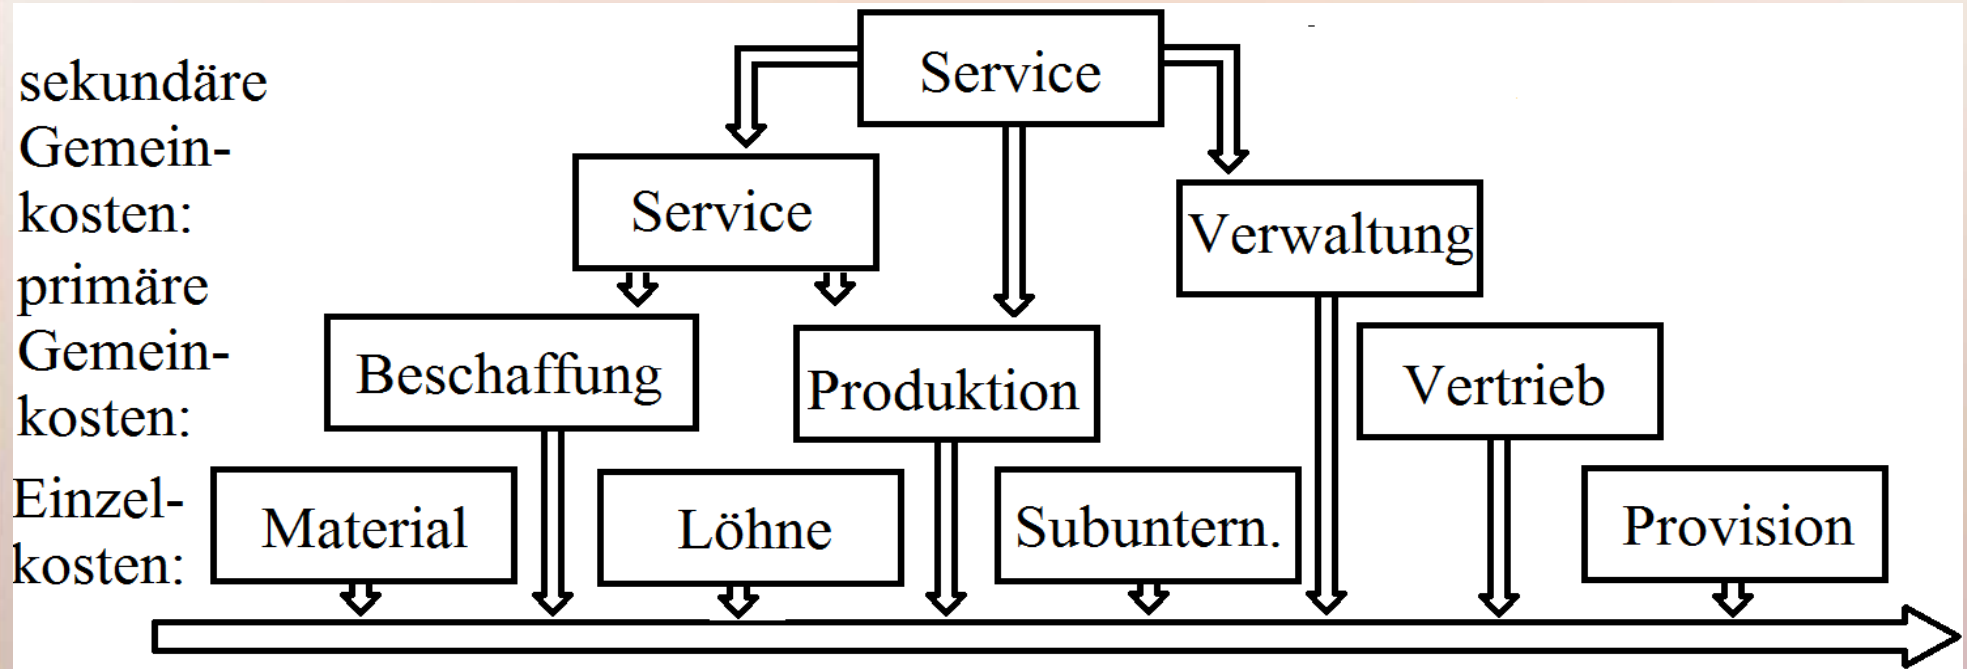 sekundäre
Gemein-
kosten:
primäre
Gemein-
kosten:
Einzel-
kosten:
Service
Service
Verwaltung
Beschaffung
Produktion
Vertrieb
Material
Löhne
Subuntern.
Provision